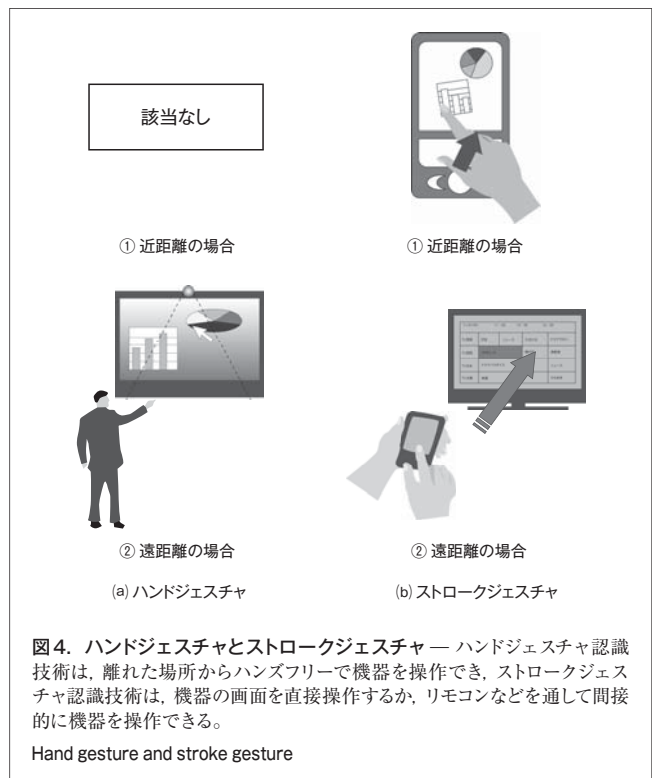 該当なし
① 近距離の場合
① 近距離の場合
② 遠距離の場合
② 遠距離の場合
(a) ハンドジェスチャ
(b) ストロークジェスチャ
図4. ハンドジェスチャとストロークジェスチャ — ハンドジェスチャ認識
技術は，離れた場所からハンズフリーで機器を操作でき，ストロークジェス
チャ認識技術は，機器の画面を直接操作するか，リモコンなどを通して間接
的に機器を操作できる。
Hand gesture and stroke gesture